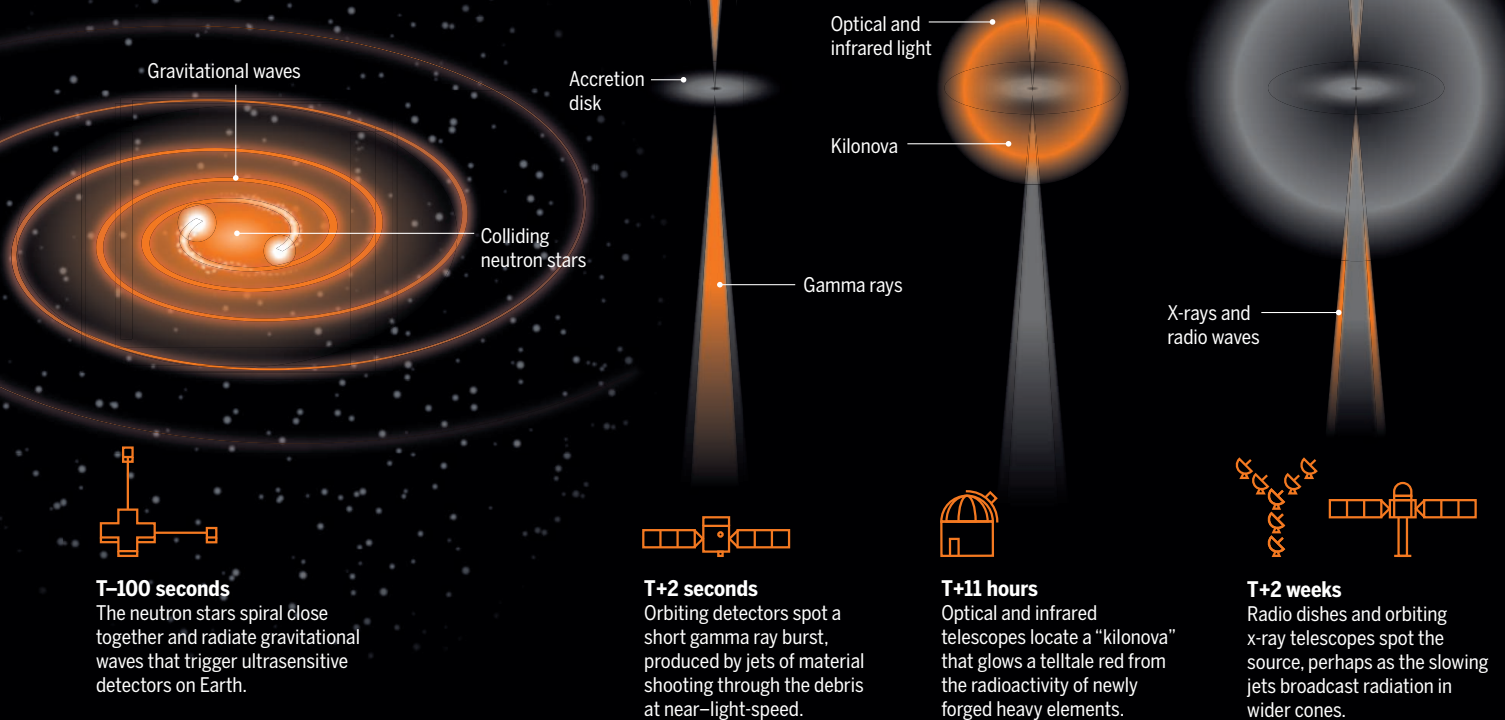 Gravitational waves
Colliding
neutron stars
Accretion
disk
Gamma rays
Optical and
infrared light
Kilonova
X-rays and
radio waves
T–100 seconds
The neutron stars spiral close
together and radiate gravitational
waves that trigger ultrasensitive
detectors on Earth.
T+2 seconds
Orbiting detectors spot a
short gamma ray burst,
produced by jets of material
shooting through the debris
at near–light-speed.
T+11 hours
Optical and infrared
telescopes locate a “kilonova”
that glows a telltale red from
the radioactivity of newly
forged heavy elements.
T+2 weeks
Radio dishes and orbiting
x-ray telescopes spot the
source, perhaps as the slowing
jets broadcast radiation in
wider cones.